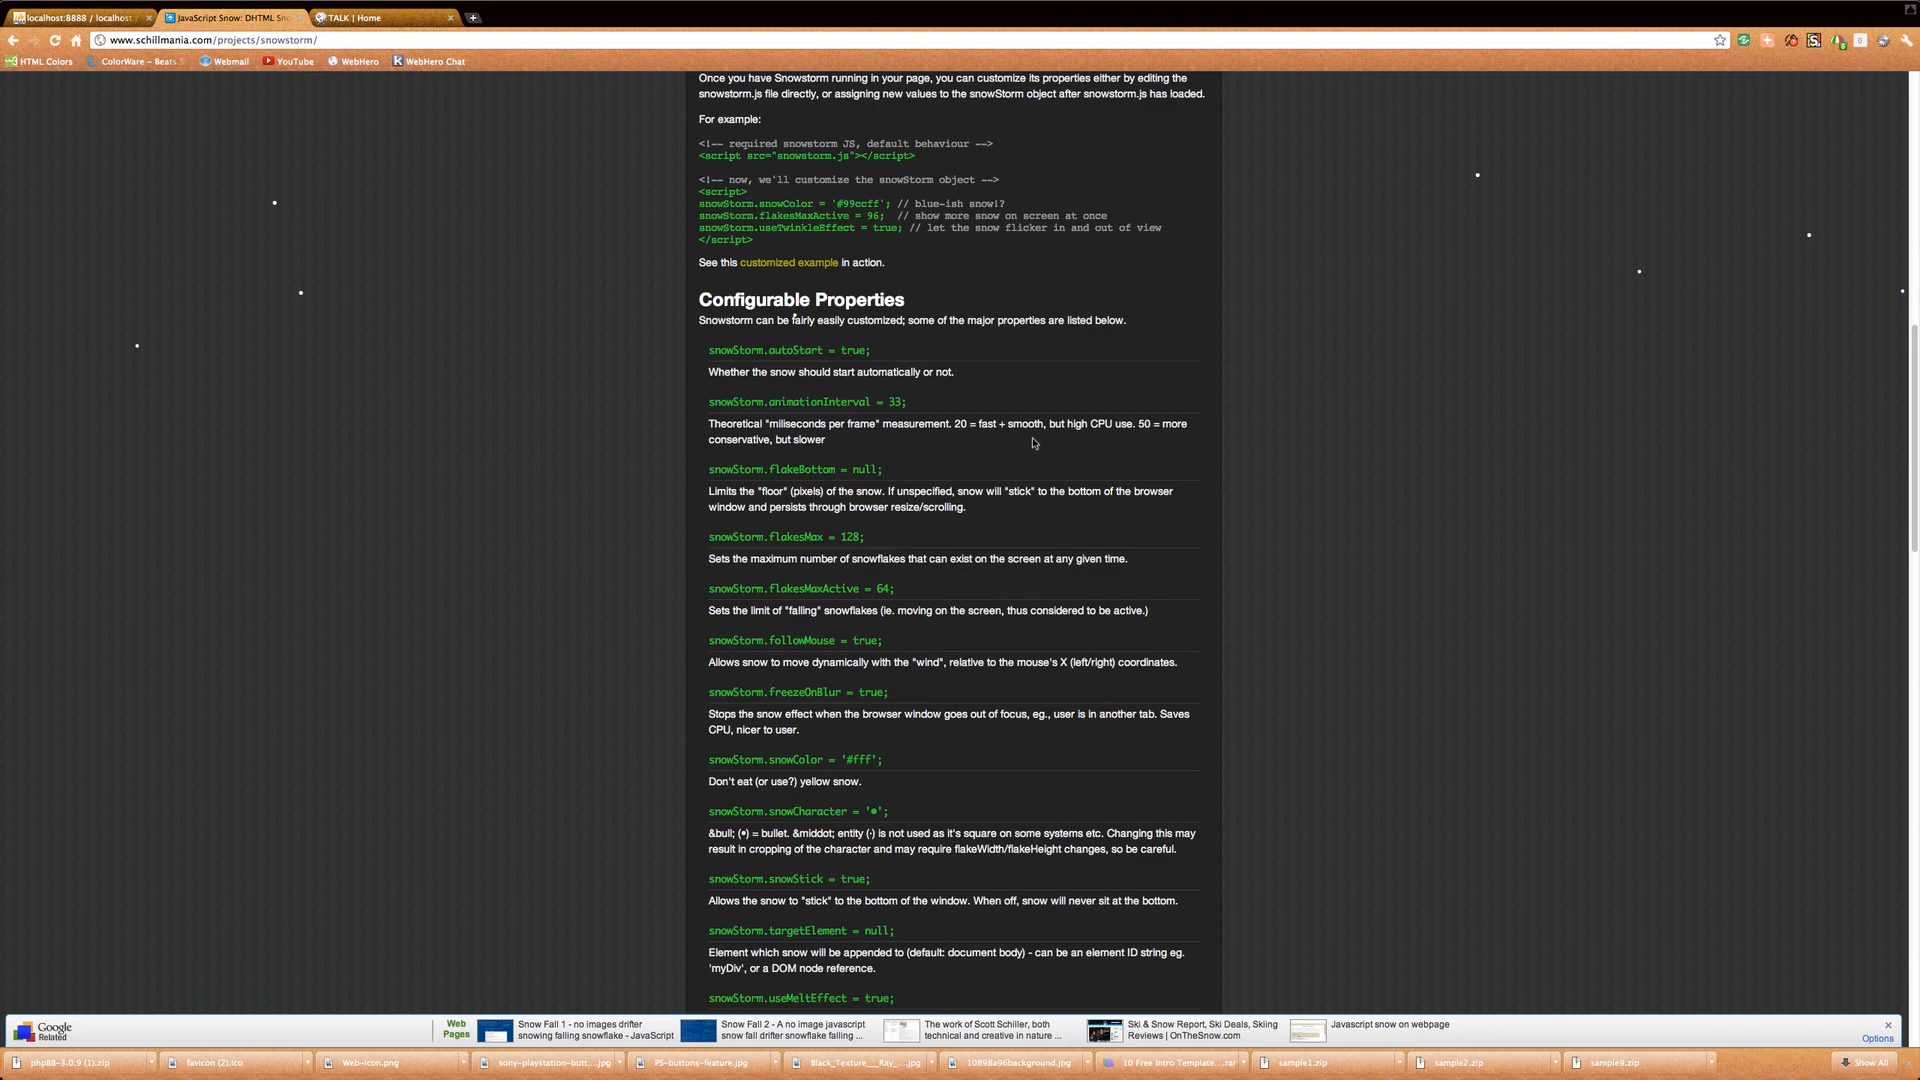 localhost:8888 / localhost
JavaScript Snow: DHTML Sno
TALK | Home
www.schillmania.com/projects/snowstorm/
HTML Colors
ColorWare – Beats
Webmail
YouTube
WebHero
WebHero Chat
Once you have Snowstorm running in your page, you can customize its properties either by editing the
snowstorm.js file directly, or assigning new values to the snowStorm object after snowstorm.js has loaded.
For example:
<!-- required snowstorm JS, default behaviour -->
<script src="snowstorm.js"></script>
<!-- now, we'll customize the snowStorm object -->
<script>
snowStorm.snowColor = '#99ccff'; // blue-ish snow!?
snowStorm.flakesMaxActive = 96;  // show more snow on screen at once
snowStorm.useTwinkleEffect = true; // let the snow flicker in and out of view
</script>
See this customized example in action.
Configurable Properties
Snowstorm can be fairly easily customized; some of the major properties are listed below.
snowStorm.autoStart = true;
Whether the snow should start automatically or not.
snowStorm.animationInterval = 33;
Theoretical "miliseconds per frame" measurement. 20 = fast + smooth, but high CPU use. 50 = more
conservative, but slower
snowStorm.flakeBottom = null;
Limits the "floor" (pixels) of the snow. If unspecified, snow will "stick" to the bottom of the browser
window and persists through browser resize/scrolling.
snowStorm.flakesMax = 128;
Sets the maximum number of snowflakes that can exist on the screen at any given time.
snowStorm.flakesMaxActive = 64;
Sets the limit of "falling" snowflakes (ie. moving on the screen, thus considered to be active.)
snowStorm.followMouse = true;
Allows snow to move dynamically with the "wind", relative to the mouse's X (left/right) coordinates.
snowStorm.freezeOnBlur = true;
Stops the snow effect when the browser window goes out of focus, eg., user is in another tab. Saves
CPU, nicer to user.
snowStorm.snowColor = '#fff';
Don't eat (or use?) yellow snow.
snowStorm.snowCharacter = '•';
&bull; (•) = bullet. &middot; entity (·) is not used as it's square on some systems etc. Changing this may
result in cropping of the character and may require flakeWidth/flakeHeight changes, so be careful.
snowStorm.snowStick = true;
Allows the snow to "stick" to the bottom of the window. When off, snow will never sit at the bottom.
snowStorm.targetElement = null;
Element which snow will be appended to (default: document body) - can be an element ID string eg.
'myDiv', or a DOM node reference.
snowStorm.useMeltEffect = true;
Google
Related
Web
Pages
Snow Fall 1 - no images drifter
snowing falling snowflake - JavaScript
Snow Fall 2 - A no image javascript
snow fall drifter snowflake falling ...
The work of Scott Schiller, both
technical and creative in nature ...
Ski & Snow Report, Ski Deals, Skiing
Reviews | OnTheSnow.com
Javascript snow on webpage
Options
php88-3.0.9 (1).zip
favicon (2).ico
Web-icon.png
sony-playstation-butt....jpg
PS-buttons-feature.jpg
Black_Texture__Ray_....jpg
10898a96background.jpg
10 Free Intro Template....rar
sample1.zip
sample2.zip
sample9.zip
Show All